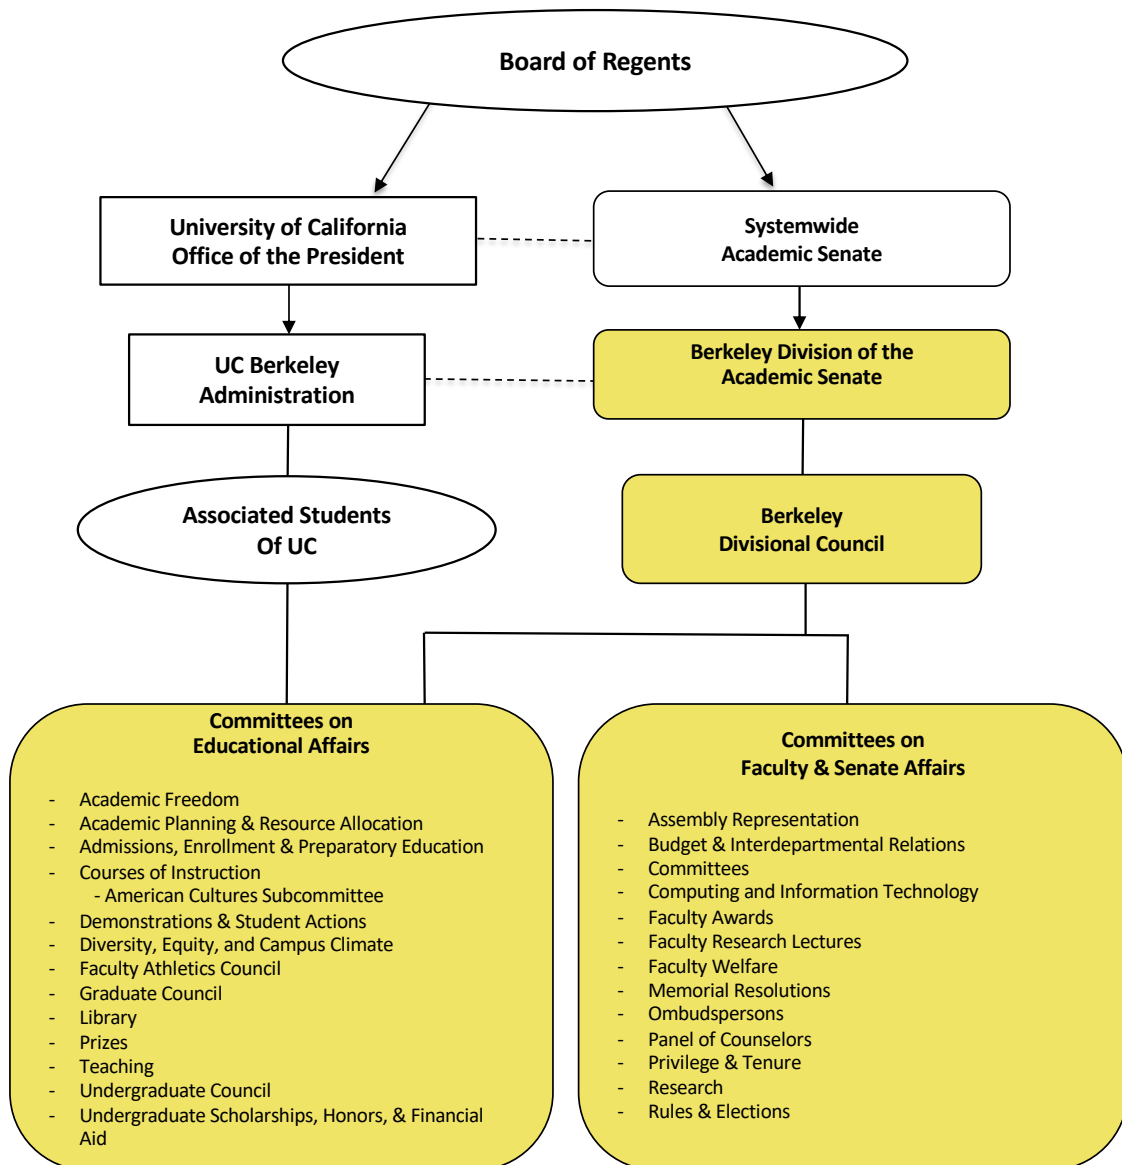 Board of Regents
University of California
Office of the President
Systemwide
Academic Senate
UC Berkeley
Administration
Berkeley Division of the
Academic Senate
Associated Students
Of UC
Berkeley
Divisional Council
Committees on
Educational Affairs
- Academic Freedom
- Academic Planning & Resource Allocation
- Admissions, Enrollment & Preparatory Education
- Courses of Instruction
- American Cultures Subcommittee
- Demonstrations & Student Actions
- Diversity, Equity, and Campus Climate
- Faculty Athletics Council
- Graduate Council
- Library
- Prizes
- Teaching
- Undergraduate Council
- Undergraduate Scholarships, Honors, & Financial
Aid
Committees on
Faculty & Senate Affairs
- Assembly Representation
- Budget & Interdepartmental Relations
- Committees
- Computing and Information Technology
- Faculty Awards
- Faculty Research Lectures
- Faculty Welfare
- Memorial Resolutions
- Ombudspersons
- Panel of Counselors
- Privilege & Tenure
- Research
- Rules & Elections